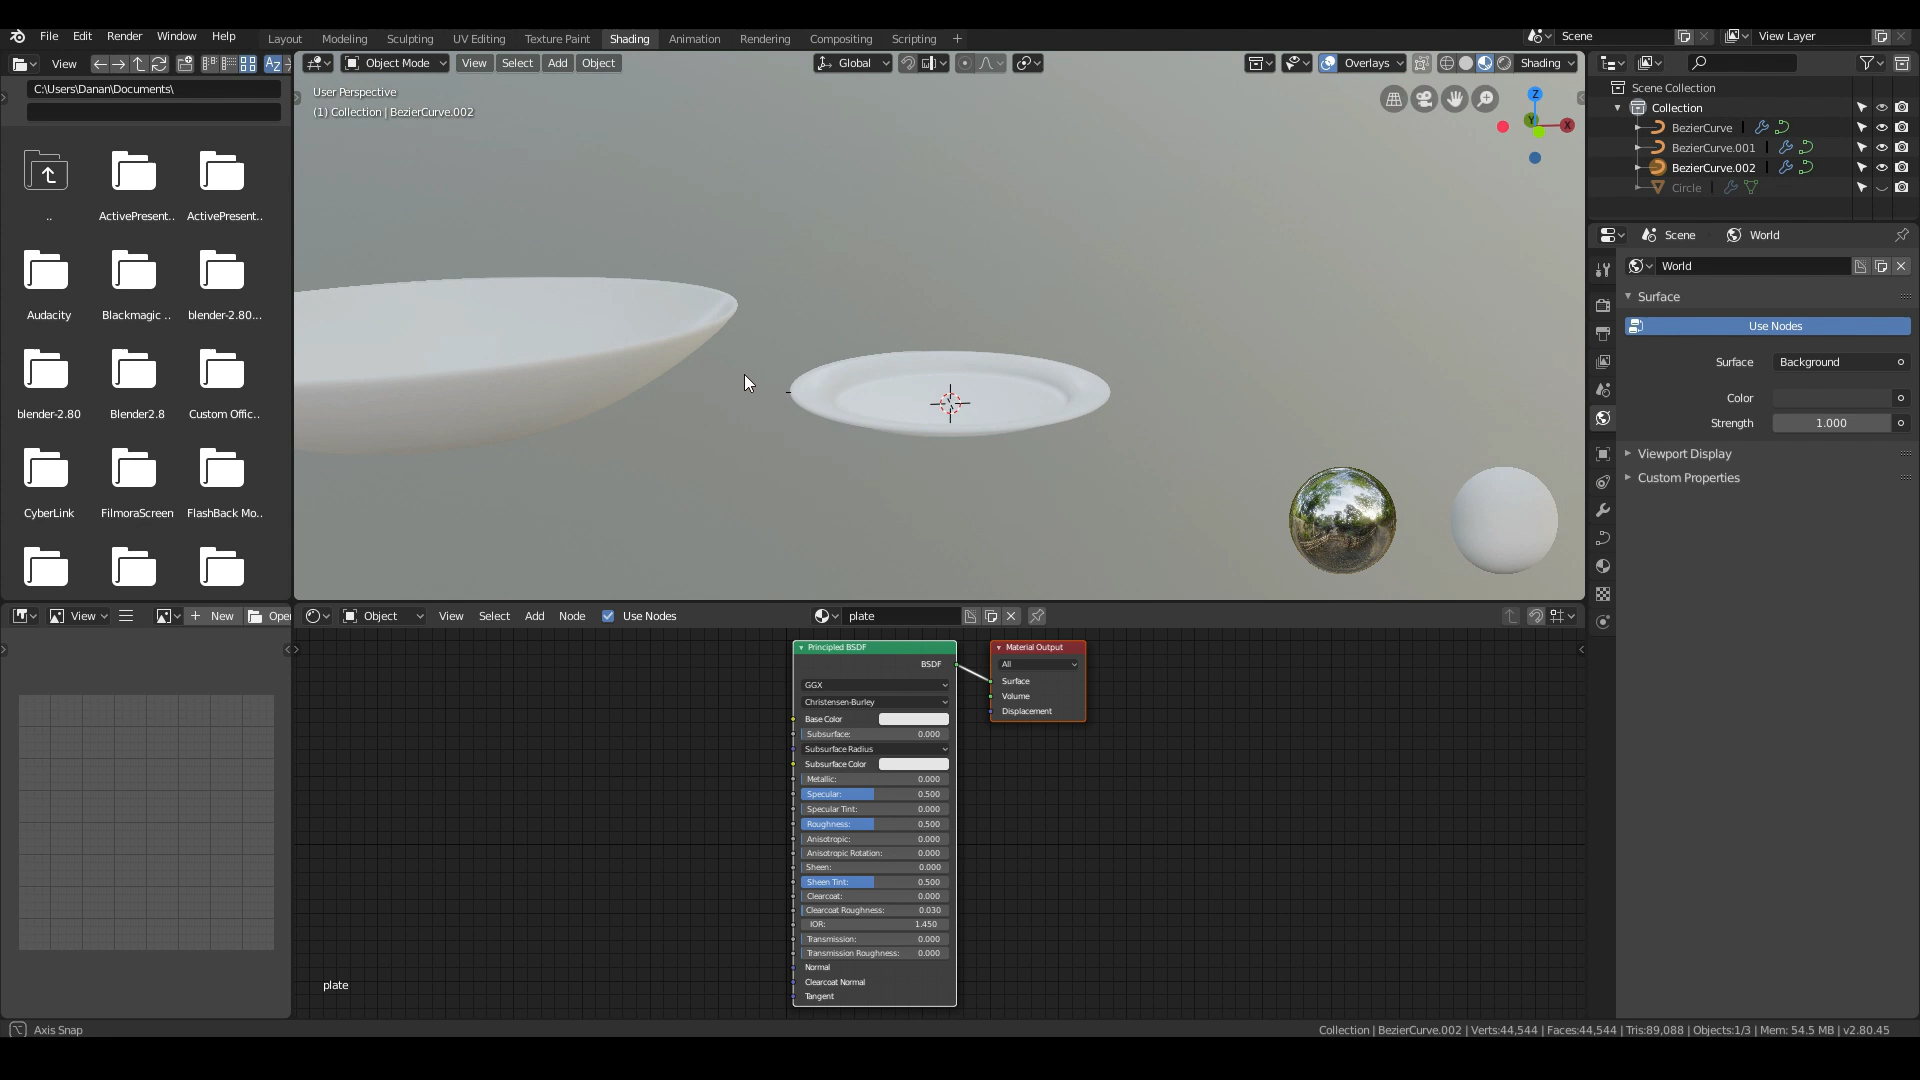 File Edit Render Window Help
Layout Modeling Sculpting UV Editing Texture Paint Shading Animation Rendering Compositing Scripting +
Scene
View Layer
View
C:\Users\Danan\Documents\
..
ActivePresent..
ActivePresent..
Audacity
Blackmagic ..
blender-2.80...
blender-2.80
Blender2.8
Custom Offic..
CyberLink
FilmoraScreen
FlashBack Mo..
Object Mode View Select Add Object
Global
Overlays
Shading
User Perspective
(1) Collection | BezierCurve.002
Z
Y
X
Scene Collection
Collection
BezierCurve
BezierCurve.001
BezierCurve.002
Circle
Scene World
World
Surface
Use Nodes
Surface Background
Color
Strength 1.000
Viewport Display
Custom Properties
View
New
Open
Object View Select Add Node Use Nodes
plate
Principled BSDF
BSDF
GGX
Christensen-Burley
Base Color
Subsurface: 0.000
Subsurface Radius
Subsurface Color
Metallic: 0.000
Specular: 0.500
Specular Tint: 0.000
Roughness: 0.500
Anisotropic: 0.000
Anisotropic Rotation: 0.000
Sheen: 0.000
Sheen Tint: 0.500
Clearcoat: 0.000
Clearcoat Roughness: 0.030
IOR: 1.450
Transmission: 0.000
Transmission Roughness: 0.000
Normal
Clearcoat Normal
Tangent
Material Output
All
Surface
Volume
Displacement
plate
Axis Snap
Collection | BezierCurve.002 | Verts:44,544 | Faces:44,544 | Tris:89,088 | Objects:1/3 | Mem: 54.5 MB | v2.80.45